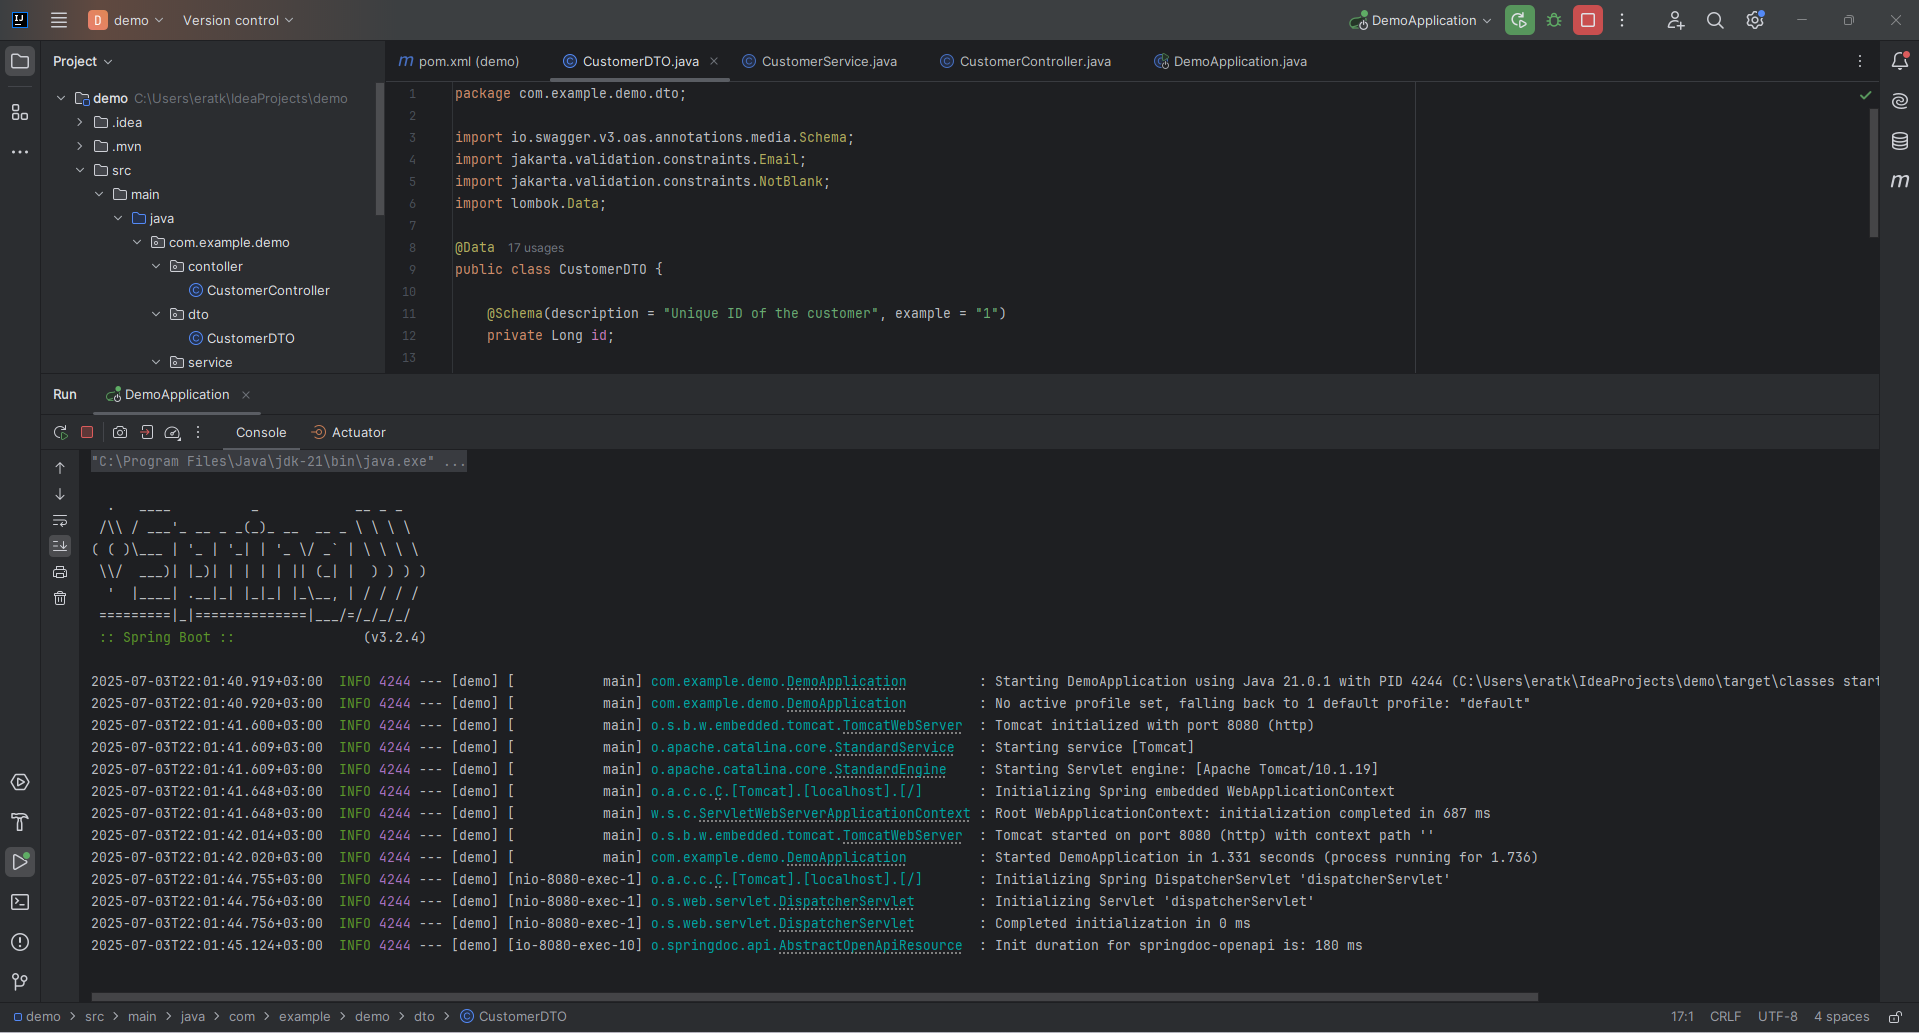 demo
Version control
DemoApplication
Project
pom.xml (demo)
CustomerDTO.java
CustomerService.java
CustomerController.java
DemoApplication.java
demo C:\Users\eratk\IdeaProjects\demo
.idea
.mvn
src
main
java
com.example.demo
contoller
CustomerController
dto
CustomerDTO
service
1 package com.example.demo.dto;
2
3 import io.swagger.v3.oas.annotations.media.Schema;
4 import jakarta.validation.constraints.Email;
5 import jakarta.validation.constraints.NotBlank;
6 import lombok.Data;
7
8 @Data 17 usages
9 public class CustomerDTO {
10
11 @Schema(description = "Unique ID of the customer", example = "1")
12 private Long id;
13
Run
DemoApplication
Console
Actuator
"C:\Program Files\Java\jdk-21\bin\java.exe" ...
:: Spring Boot :: (v3.2.4)
2025-07-03T22:01:40.919+03:00 INFO 4244 --- [demo] [ main] com.example.demo.DemoApplication : Starting DemoApplication using Java 21.0.1 with PID 4244 (C:\Users\eratk\IdeaProjects\demo\target\classes start
2025-07-03T22:01:40.920+03:00 INFO 4244 --- [demo] [ main] com.example.demo.DemoApplication : No active profile set, falling back to 1 default profile: "default"
2025-07-03T22:01:41.600+03:00 INFO 4244 --- [demo] [ main] o.s.b.w.embedded.tomcat.TomcatWebServer : Tomcat initialized with port 8080 (http)
2025-07-03T22:01:41.609+03:00 INFO 4244 --- [demo] [ main] o.apache.catalina.core.StandardService : Starting service [Tomcat]
2025-07-03T22:01:41.609+03:00 INFO 4244 --- [demo] [ main] o.apache.catalina.core.StandardEngine : Starting Servlet engine: [Apache Tomcat/10.1.19]
2025-07-03T22:01:41.648+03:00 INFO 4244 --- [demo] [ main] o.a.c.c.C.[Tomcat].[localhost].[/] : Initializing Spring embedded WebApplicationContext
2025-07-03T22:01:41.648+03:00 INFO 4244 --- [demo] [ main] w.s.c.ServletWebServerApplicationContext : Root WebApplicationContext: initialization completed in 687 ms
2025-07-03T22:01:42.014+03:00 INFO 4244 --- [demo] [ main] o.s.b.w.embedded.tomcat.TomcatWebServer : Tomcat started on port 8080 (http) with context path ''
2025-07-03T22:01:42.020+03:00 INFO 4244 --- [demo] [ main] com.example.demo.DemoApplication : Started DemoApplication in 1.331 seconds (process running for 1.736)
2025-07-03T22:01:44.755+03:00 INFO 4244 --- [demo] [nio-8080-exec-1] o.a.c.c.C.[Tomcat].[localhost].[/] : Initializing Spring DispatcherServlet 'dispatcherServlet'
2025-07-03T22:01:44.756+03:00 INFO 4244 --- [demo] [nio-8080-exec-1] o.s.web.servlet.DispatcherServlet : Initializing Servlet 'dispatcherServlet'
2025-07-03T22:01:44.756+03:00 INFO 4244 --- [demo] [nio-8080-exec-1] o.s.web.servlet.DispatcherServlet : Completed initialization in 0 ms
2025-07-03T22:01:45.124+03:00 INFO 4244 --- [demo] [io-8080-exec-10] o.springdoc.api.AbstractOpenApiResource : Init duration for springdoc-openapi is: 180 ms
demo > src > main > java > com > example > demo > dto > CustomerDTO
17:1 CRLF UTF-8 4 spaces